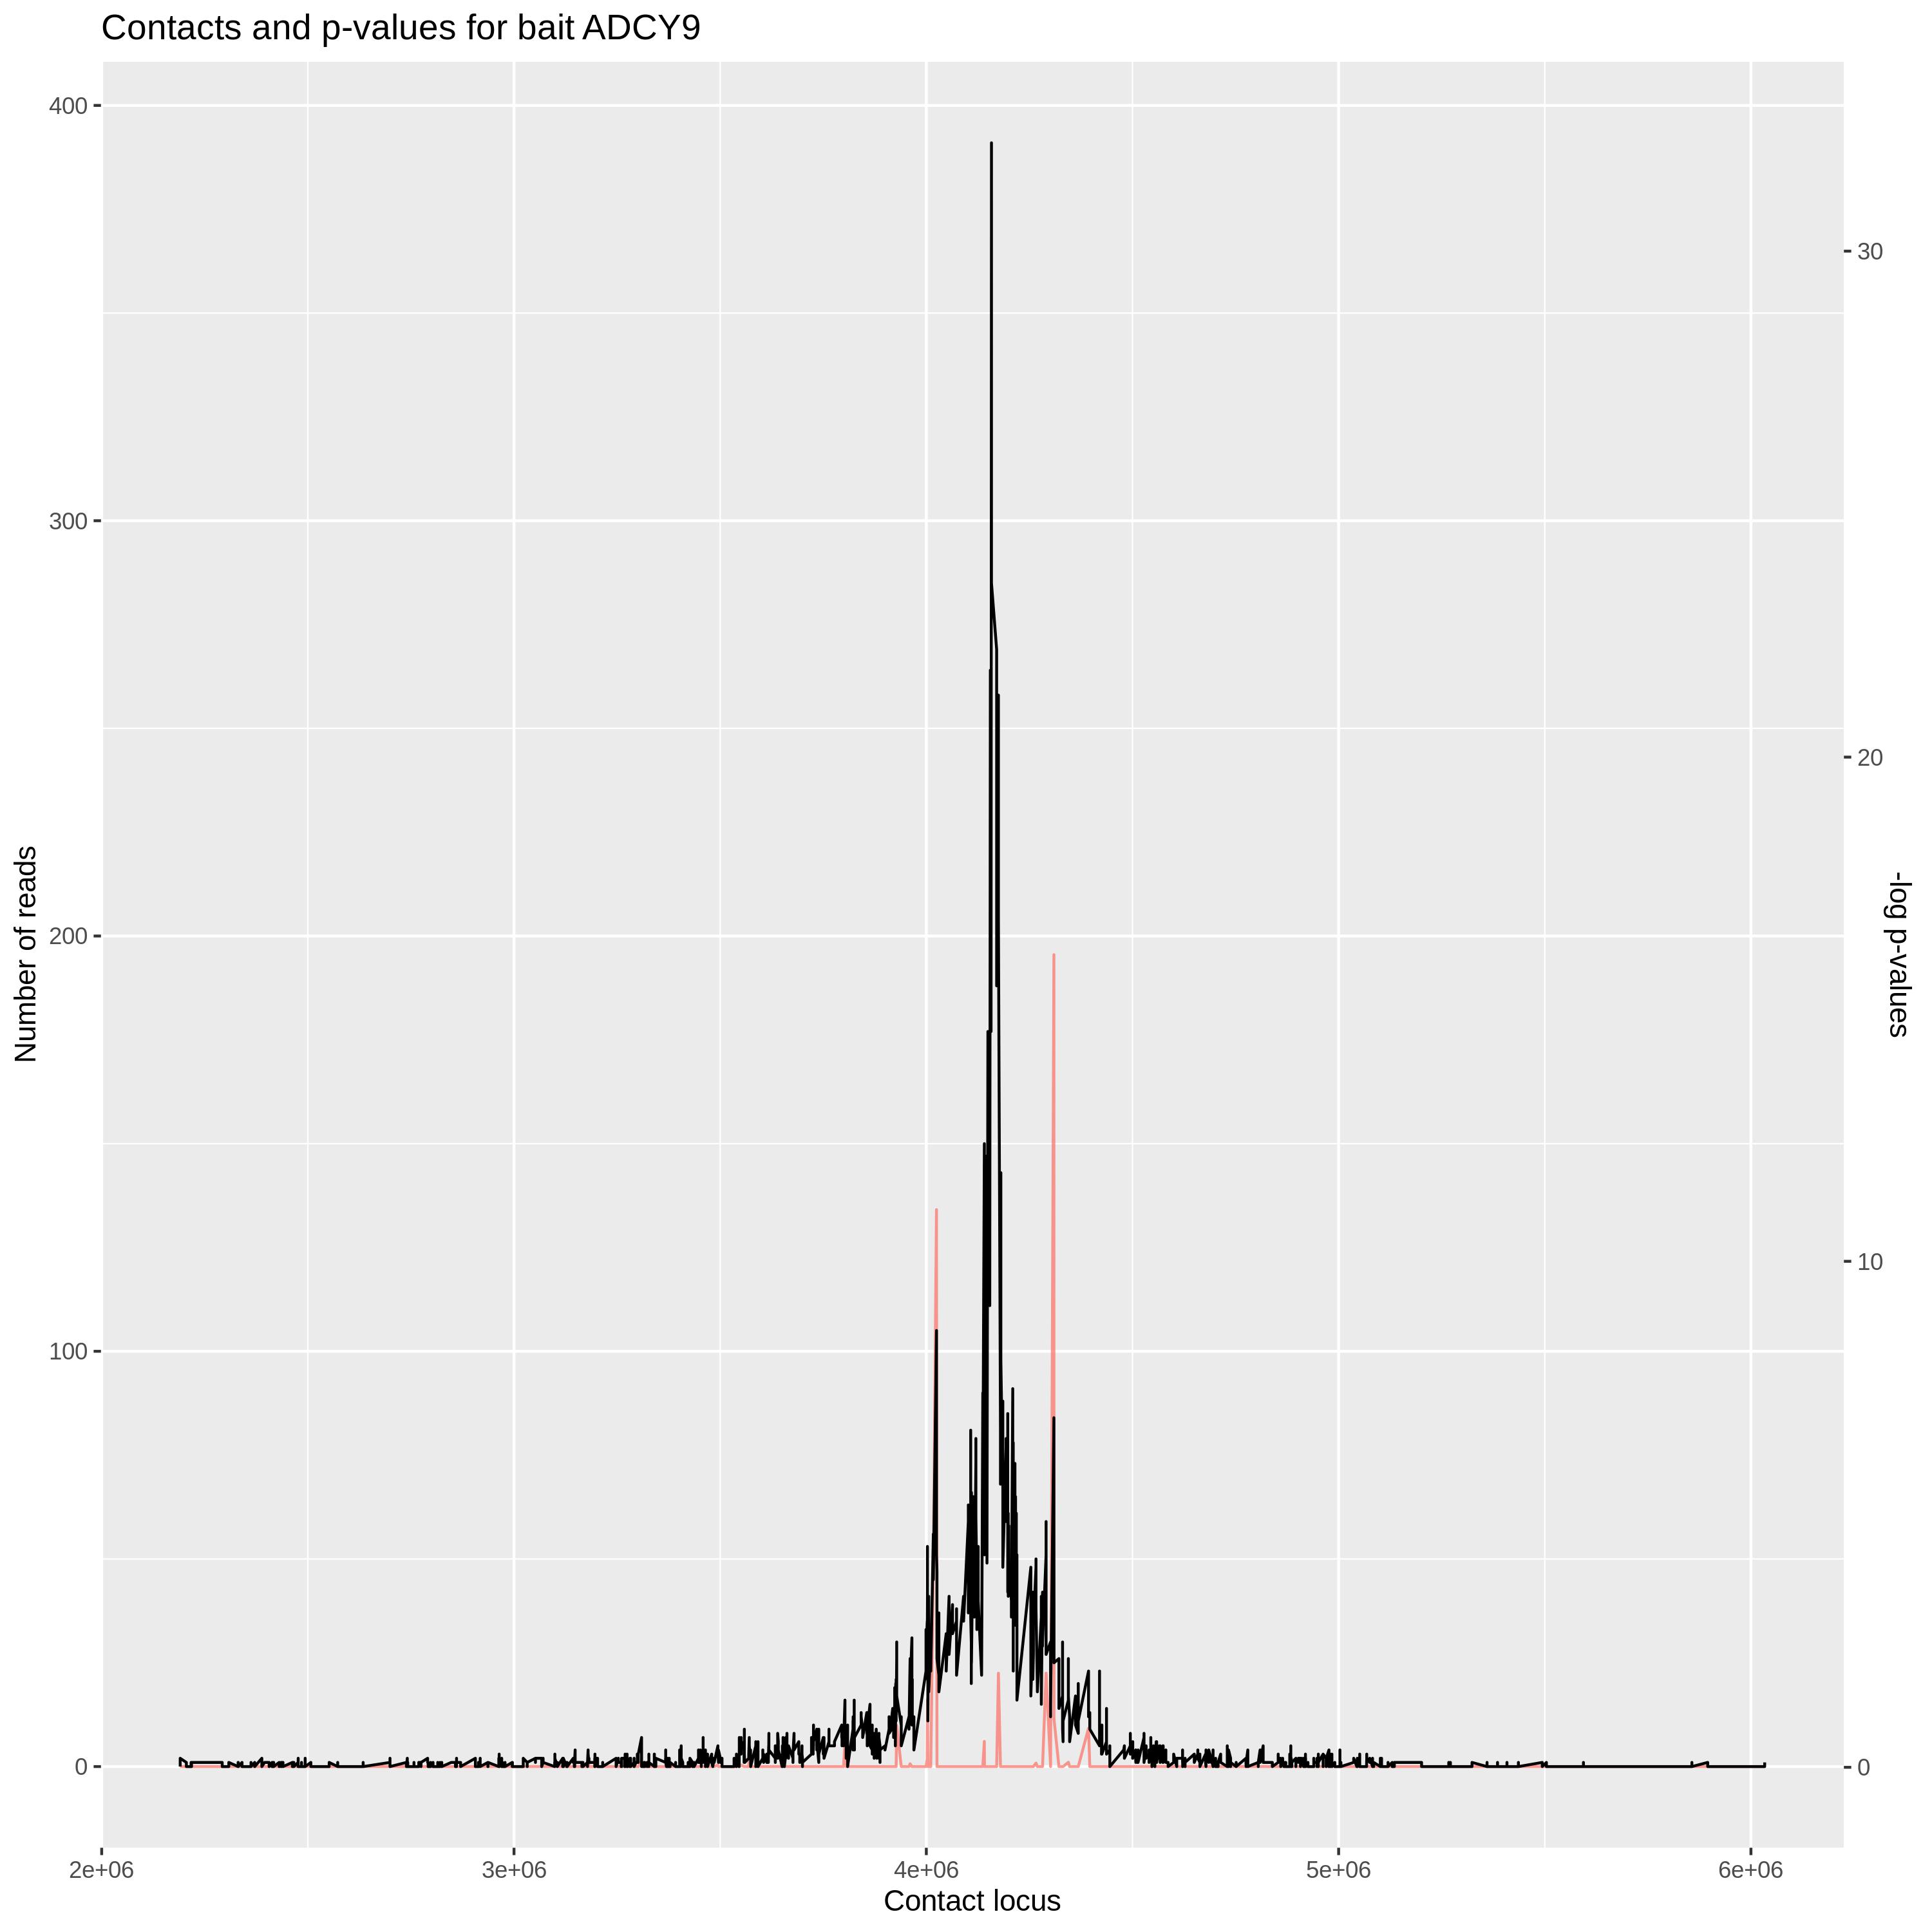 Contacts and p-values for bait ADCY9
400
300
200
100
0
Number of reads
30
20
10
0
-log p-values
2e+06 3e+06 4e+06 5e+06 6e+06
Contact locus